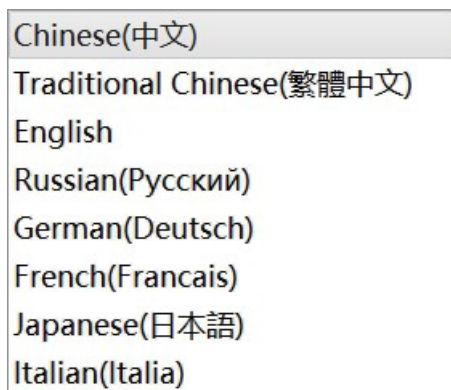 Chinese(中文)
Traditional Chinese(繁體中文)
English
Russian(Русский)
German(Deutsch)
French(Francais)
Japanese(日本語)
Italian(Italia)